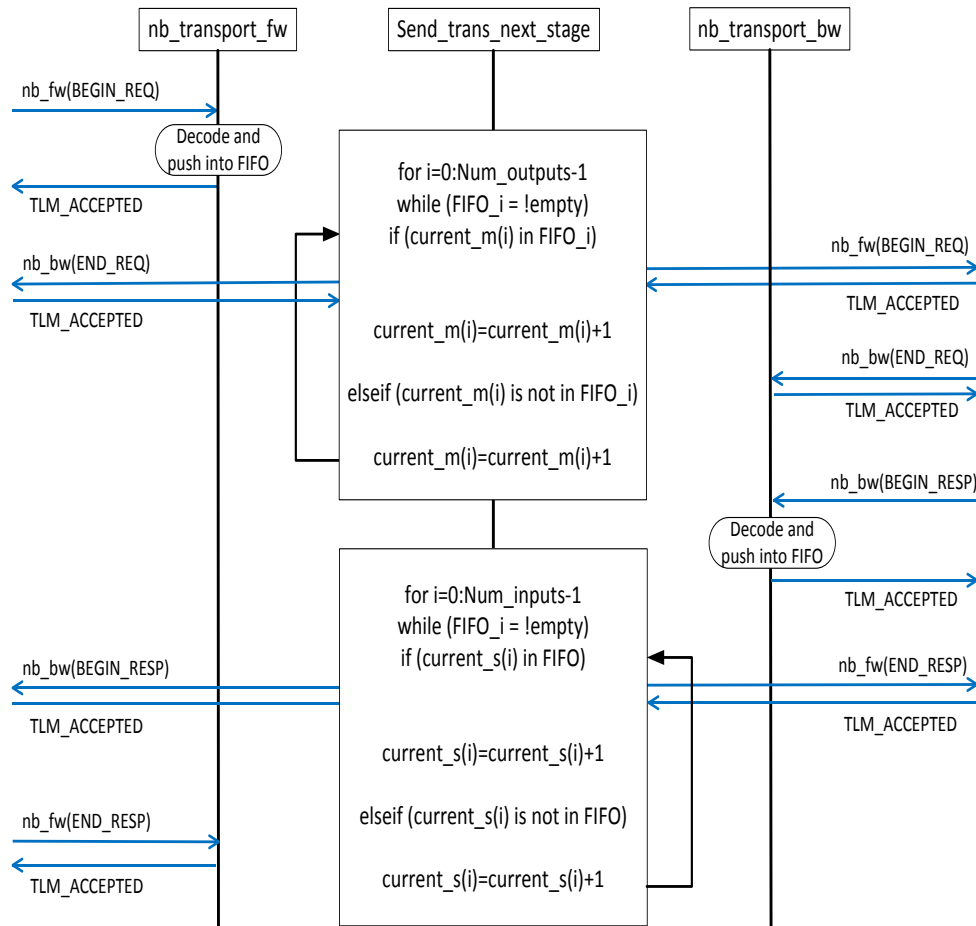 nb_transport_fw
Send_trans_next_stage
nb_transport_bw
nb_fw(BEGIN_REQ)
Decode and
push into FIFO
TLM_ACCEPTED
nb_bw(END_REQ)
TLM_ACCEPTED
for i=0:Num_outputs-1
while (FIFO_i = !empty)
if (current_m(i) in FIFO_i)
current_m(i)=current_m(i)+1
elseif (current_m(i) is not in FIFO_i)
current_m(i)=current_m(i)+1
nb_fw(BEGIN_REQ)
TLM_ACCEPTED
nb_bw(END_REQ)
TLM_ACCEPTED
nb_bw(BEGIN_RESP)
Decode and
push into FIFO
TLM_ACCEPTED
for i=0:Num_inputs-1
while (FIFO_i = !empty)
if (current_s(i) in FIFO)
current_s(i)=current_s(i)+1
elseif (current_s(i) is not in FIFO)
current_s(i)=current_s(i)+1
nb_fw(END_RESP)
TLM_ACCEPTED
nb_bw(BEGIN_RESP)
TLM_ACCEPTED
nb_fw(END_RESP)
TLM_ACCEPTED